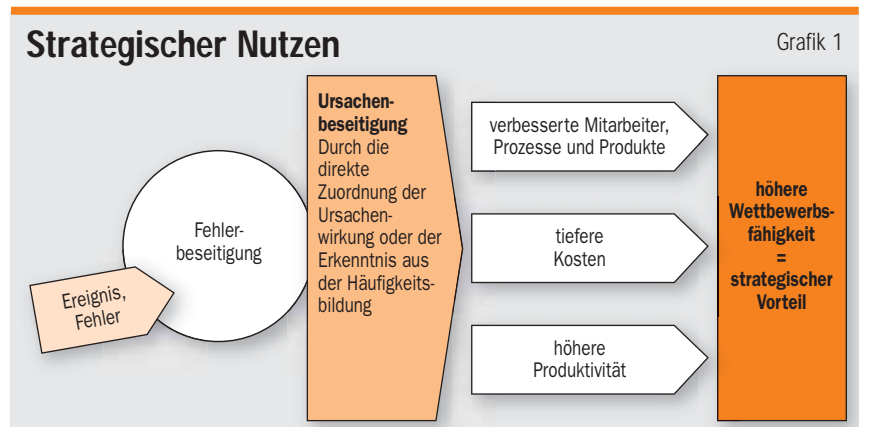 Strategischer Nutzen
Grafik 1
Ereignis,
Fehler
Fehler-
beseitigung
Ursachen-
beseitigung
Durch die
direkte
Zuordnung der
Ursachen-
wirkung oder der
Erkenntnis aus
der Häufigkeits-
bildung
verbesserte Mitarbeiter,
Prozesse und Produkte
tiefere
Kosten
höhere
Produktivität
höhere
Wettbewerbs-
fähigkeit
=
strategischer
Vorteil